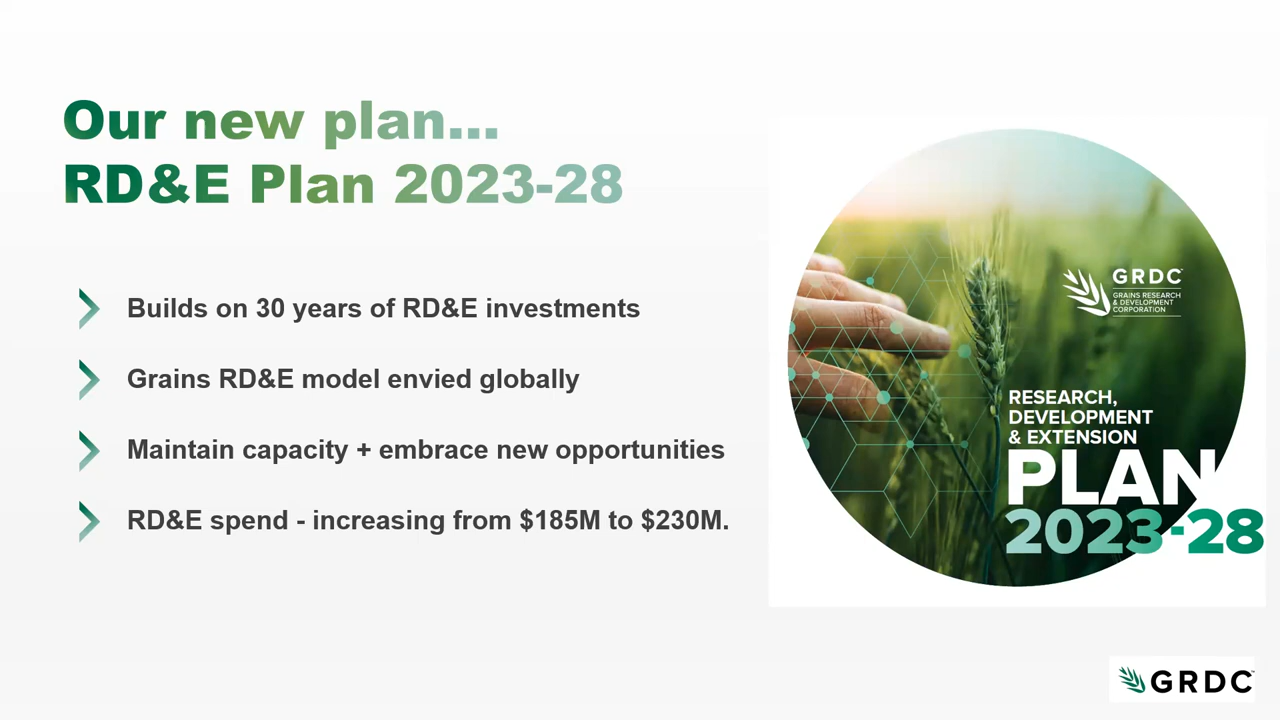 Our new plan...
RD&E Plan 2023-28
Builds on 30 years of RD&E investments
Grains RD&E model envied globally
Maintain capacity + embrace new opportunities
RD&E spend - increasing from $185M to $230M.
GRDC™
GRAINS RESEARCH
& DEVELOPMENT
CORPORATION
RESEARCH,
DEVELOPMENT
& EXTENSION
PLAN
2023-28
GRDC™